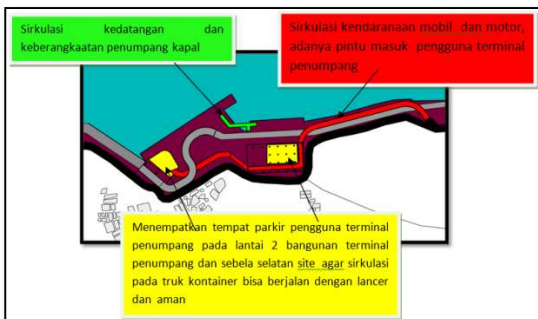 Sirkulasi kedatangan dan
keberangkaatan penumpang kapal
Sirkulasi kendaranaan mobil dan motor,
adanya pintu masuk pengguna terminal
penumpang
Menempatkan tempat parkir pengguna terminal
penumpang pada lantai 2 bangunan terminal
penumpang dan sebela selatan site agar sirkulasi
pada truk kontainer bisa berjalan dengan lancer
dan aman